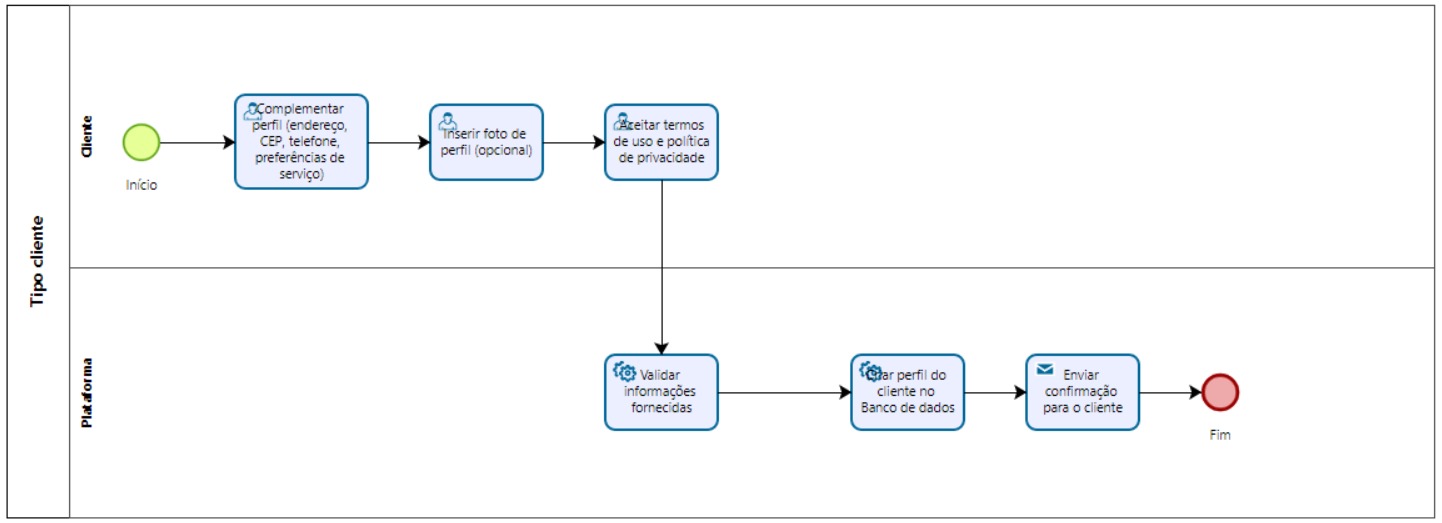 Tipo cliente
Cliente
Início
Complementar
perfil (endereço,
CEP, telefone,
preferências de
serviço)
Inserir foto de
perfil (opcional)
Aceitar termos
de uso e política
de privacidade
Plataforma
Validar
informações
fornecidas
Criar perfil do
cliente no
Banco de dados
Enviar
confirmação
para o cliente
Fim